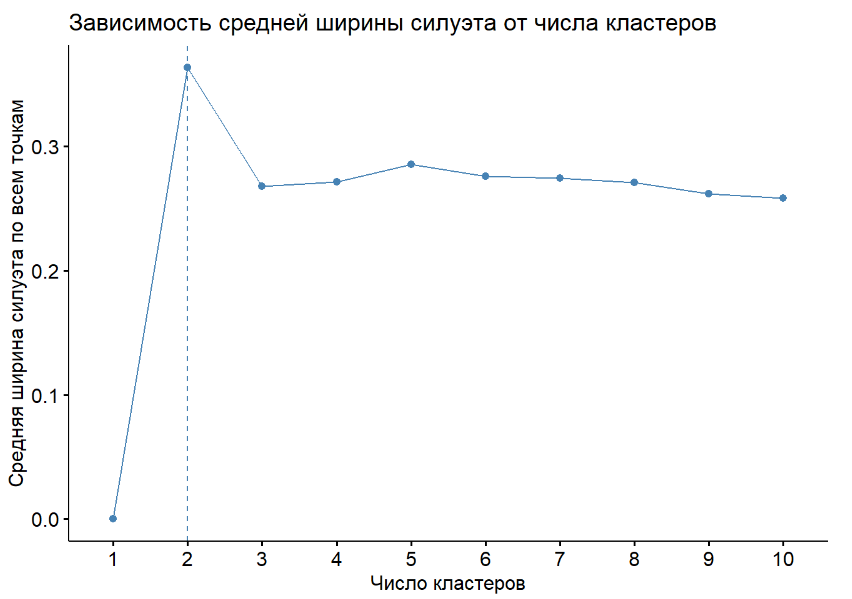 Зависимость средней ширины силуэта от числа кластеров
Средняя ширина силуэта по всем точкам
0.3
0.2
0.1
0.0
1 2 3 4 5 6 7 8 9 10
Число кластеров